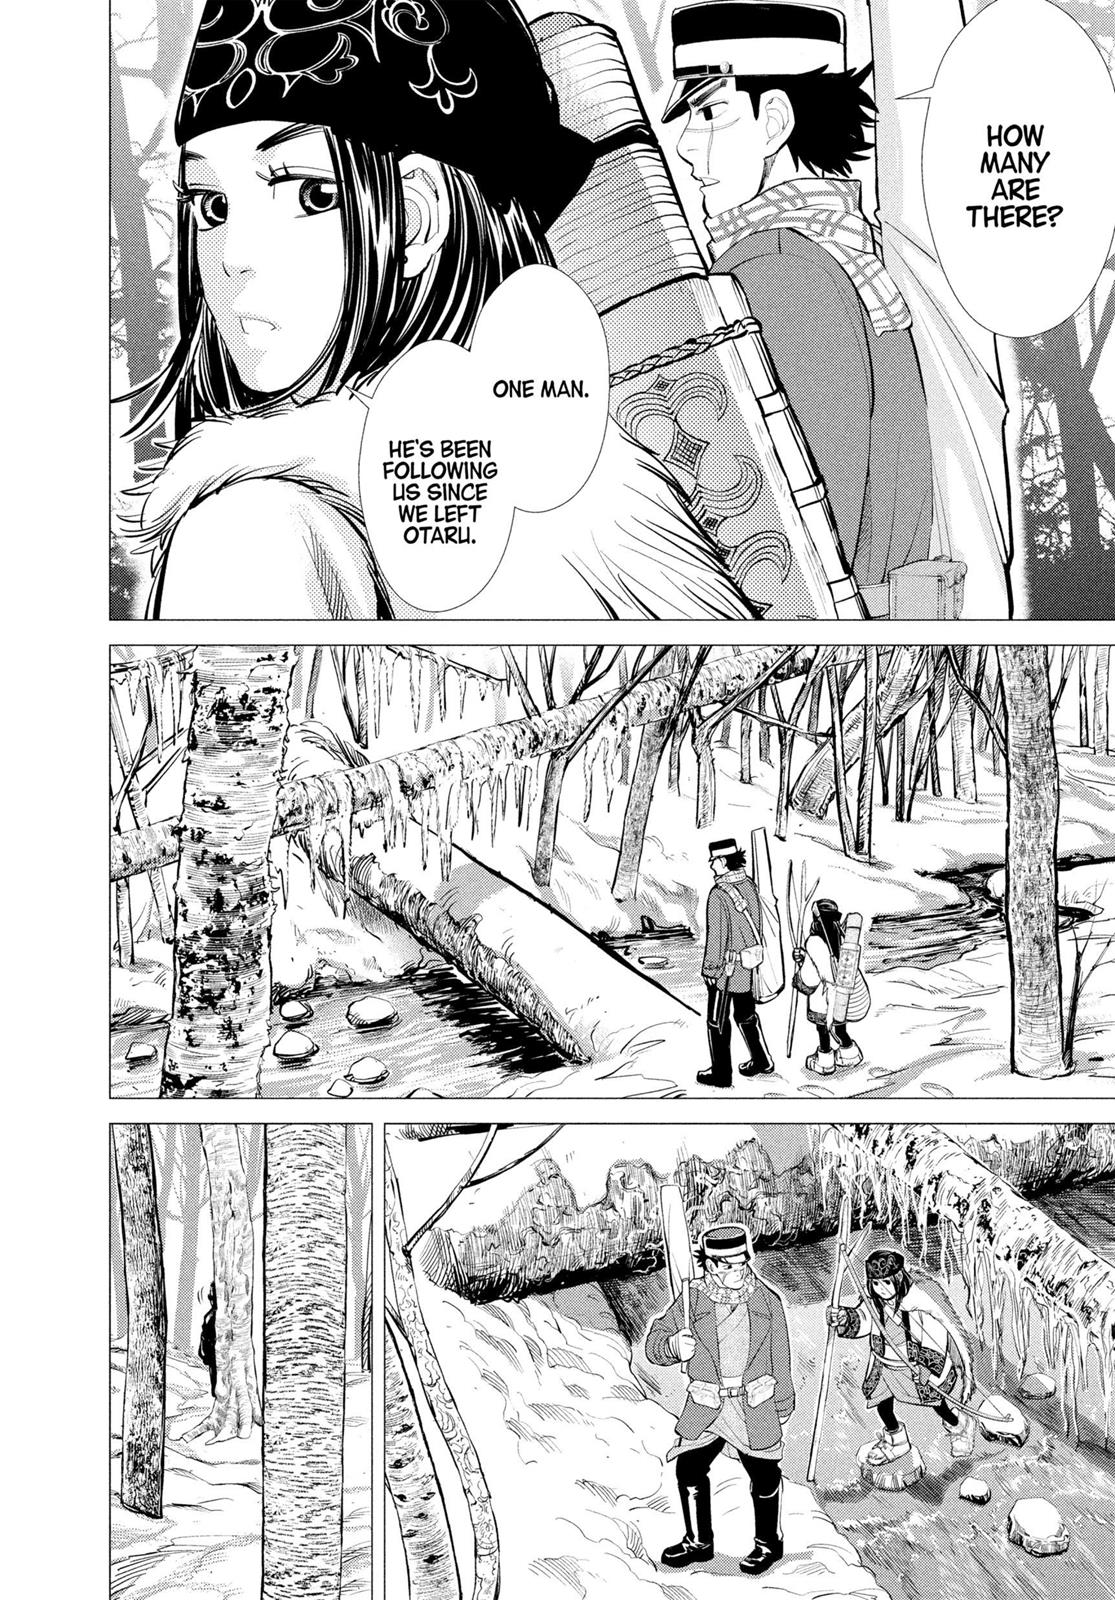 HOW
MANY
ARE
THERE?
ONE MAN.
HE'S BEEN
FOLLOWING
US SINCE
WE LEFT
OTARU.